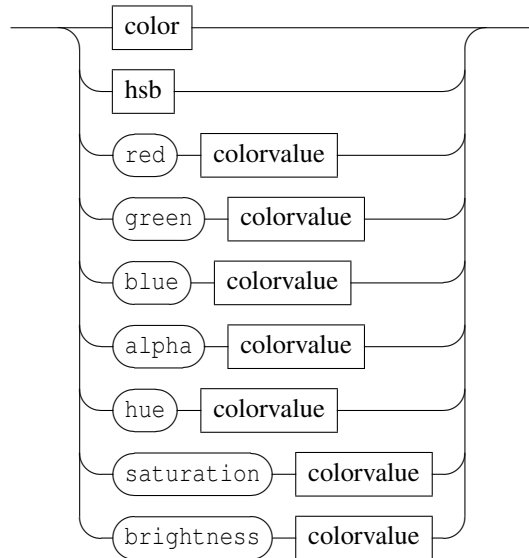 color
hsb
red colorvalue
green colorvalue
blue colorvalue
alpha colorvalue
hue colorvalue
saturation colorvalue
brightness colorvalue